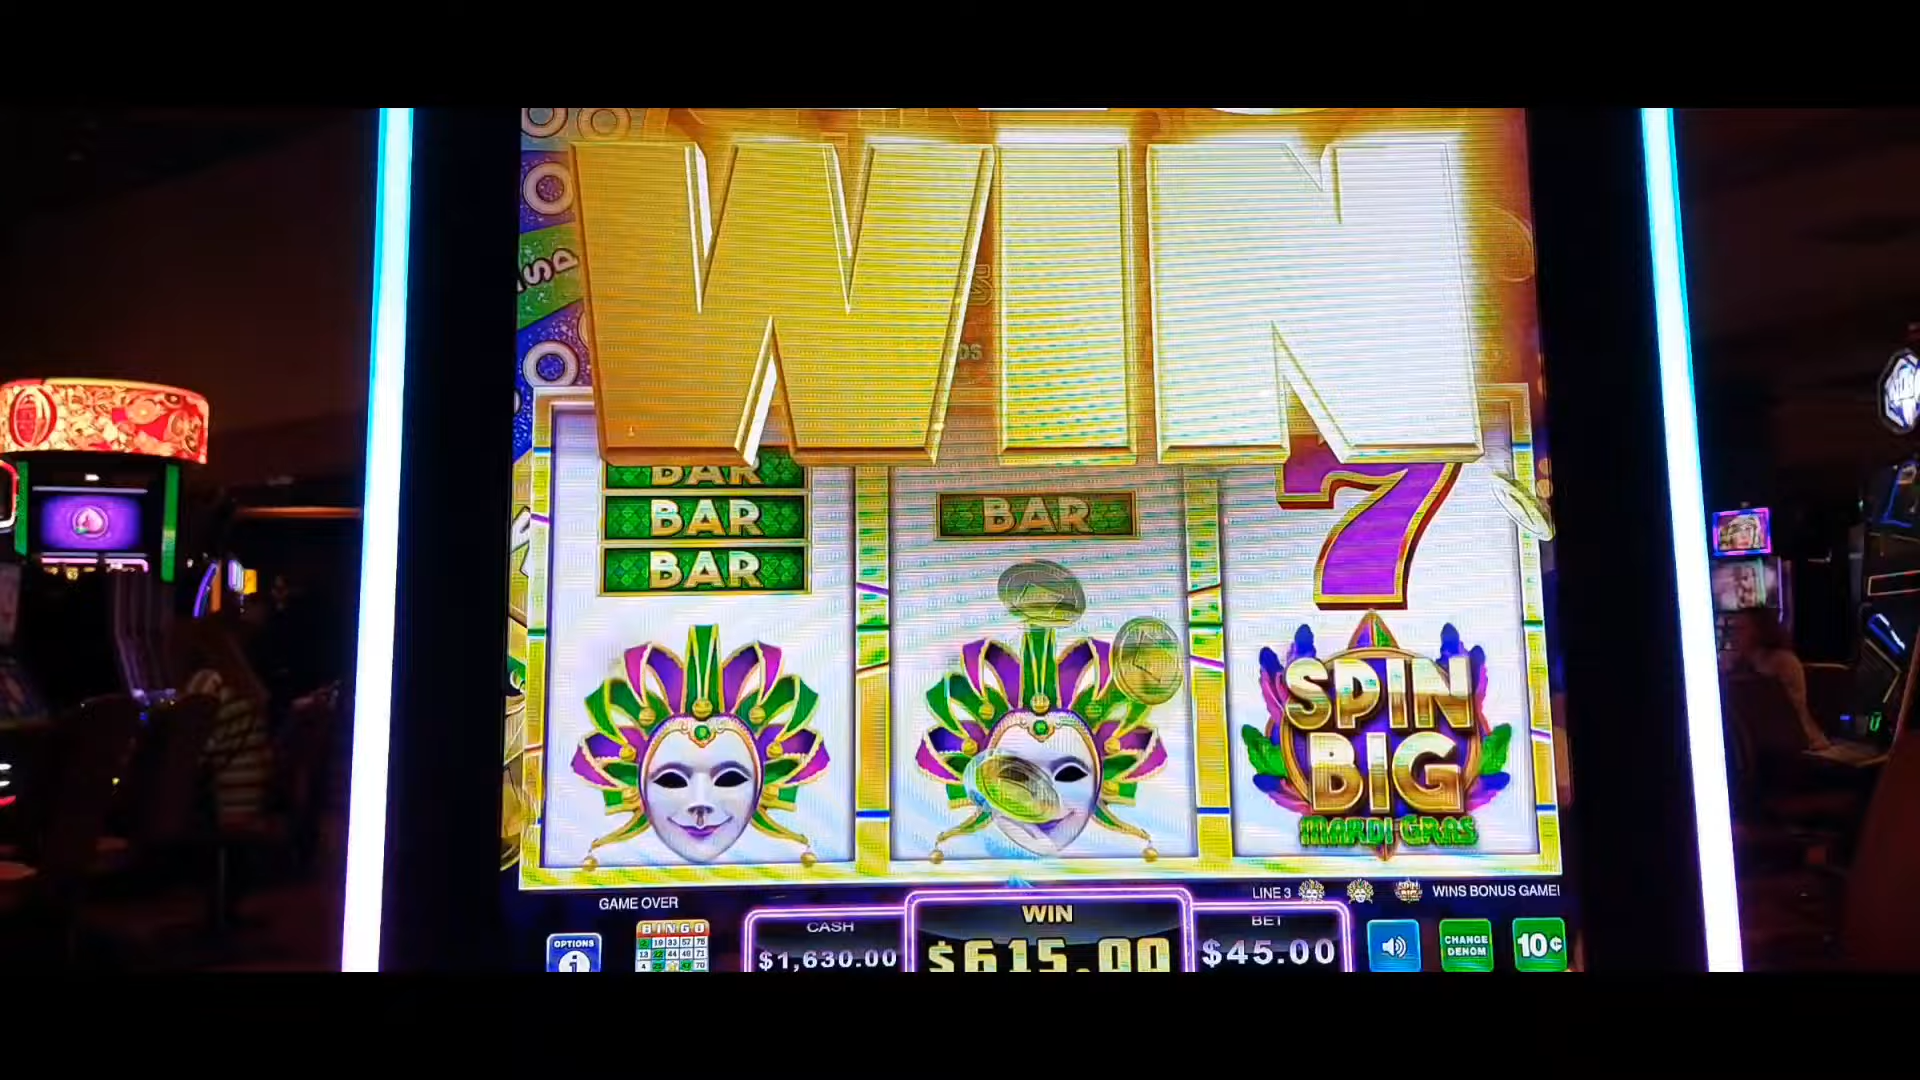 WIN
BAR
BAR
BAR
BAR
7
SPIN
BIG
MARDI GRAS
LINE 3
WINS BONUS GAME!
GAME OVER
OPTIONS
BINGO
CASH
$1,630.00
WIN
$615.00
BET
$45.00
CHANGE
DENOM
10¢